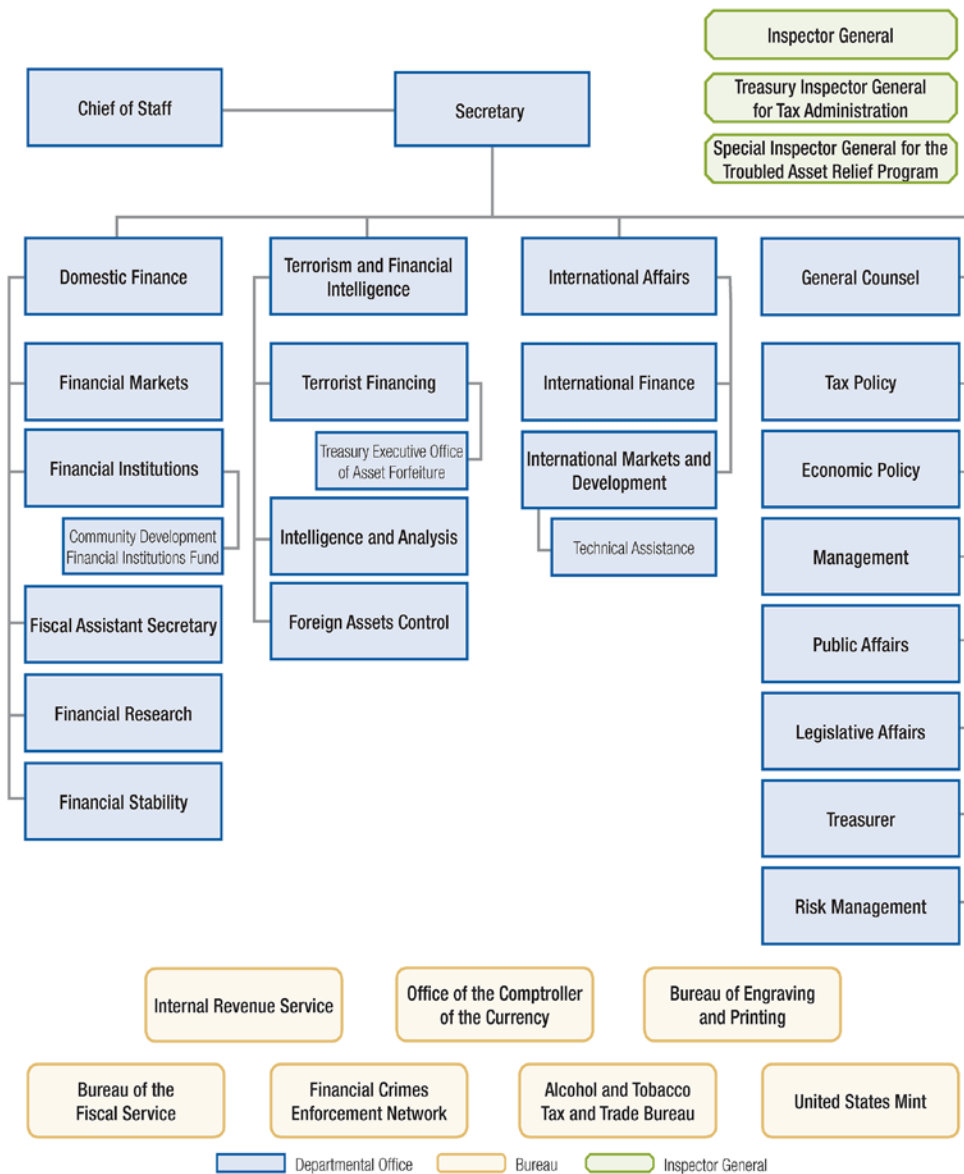 Inspector General
Chief of Staff
Secretary
Treasury Inspector General
for Tax Administration
Special Inspector General for the
Troubled Asset Relief Program
Domestic Finance
Terrorism and Financial
Intelligence
International Affairs
General Counsel
Financial Markets
Terrorist Financing
International Finance
Tax Policy
Financial Institutions
Treasury Executive Office
of Asset Forfeiture
International Markets and
Development
Economic Policy
Community Development
Financial Institutions Fund
Intelligence and Analysis
Technical Assistance
Management
Fiscal Assistant Secretary
Foreign Assets Control
Public Affairs
Financial Research
Legislative Affairs
Financial Stability
Treasurer
Risk Management
Internal Revenue Service
Office of the Comptroller
of the Currency
Bureau of Engraving
and Printing
Bureau of the
Fiscal Service
Financial Crimes
Enforcement Network
Alcohol and Tobacco
Tax and Trade Bureau
United States Mint
Departmental Office
Bureau
Inspector General